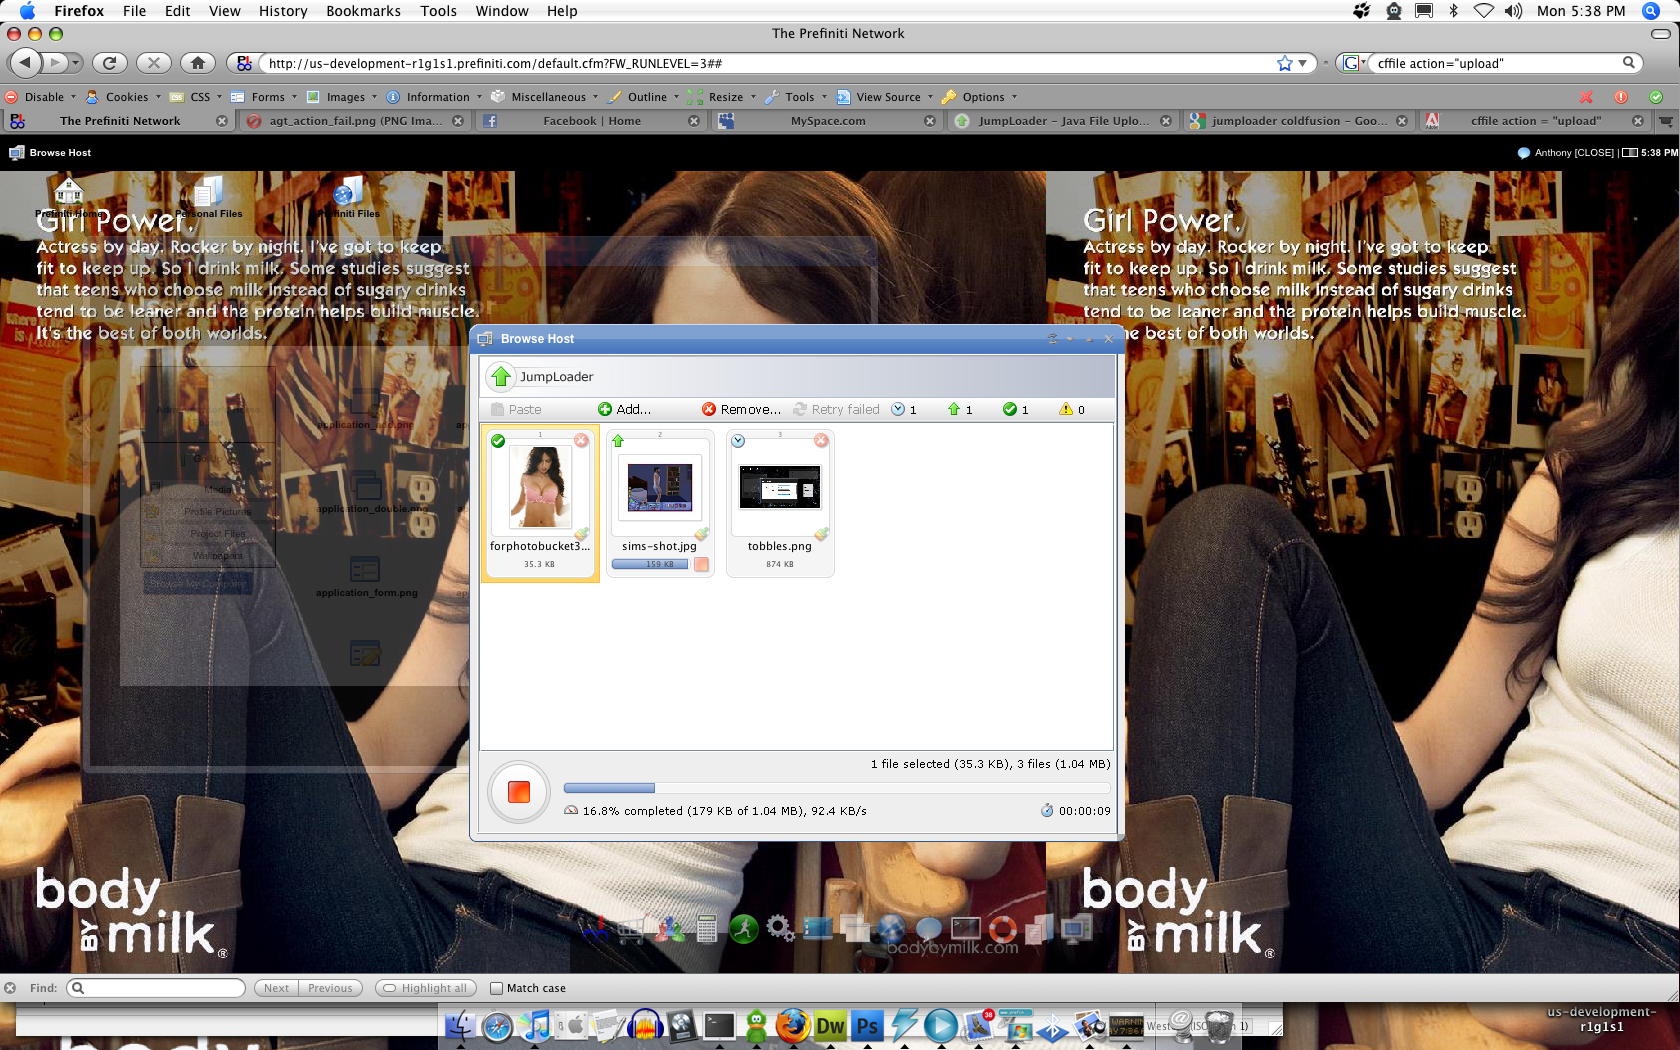 Firefox File Edit View History Bookmarks Tools Window Help
Mon 5:38 PM
The Prefiniti Network
http://us-development-r1g1s1.prefiniti.com/default.cfm?FW_RUNLEVEL=3##
cffile action="upload"
Disable Cookies CSS Forms Images Information Miscellaneous Outline Resize Tools View Source Options
The Prefiniti Network
agt_action_fail.png (PNG Ima...
Facebook | Home
MySpace.com
JumpLoader - Java File Uplo...
jumploader coldfusion - Goo...
cffile action = "upload"
Browse Host
Anthony [CLOSE] | 5:38 PM
Prefiniti Home
Personal Files
Prefiniti Files
Girl Power.
Actress by day. Rocker by night. I've got to keep
fit to keep up. So I drink milk. Some studies suggest
that teens who choose milk instead of sugary drinks
tend to be leaner and the protein helps build muscle.
It's the best of both worlds.
Girl Power.
Actress by day. Rocker by night. I've got to keep
fit to keep up. So I drink milk. Some studies suggest
that teens who choose milk instead of sugary drinks
tend to be leaner and the protein helps build muscle.
e best of both worlds.
Browse Host
JumpLoader
Paste Add... Remove... Retry failed 1 1 1 0
1 2 3
forphotobucket3... sims-shot.jpg tobbles.png
35.3 KB 159 KB 874 KB
application_add.png
Media
Profile Pictures
application_double.png
Project Files
Wallpapers
Browse My Computer
application_form.png
1 file selected (35.3 KB), 3 files (1.04 MB)
16.8% completed (179 KB of 1.04 MB), 92.4 KB/s
00:00:09
body
BY milk®
body
BY milk®
bodybymilk.com
Find: Next Previous Highlight all Match case
us-development-
r1g1s1
Dw
Ps
38